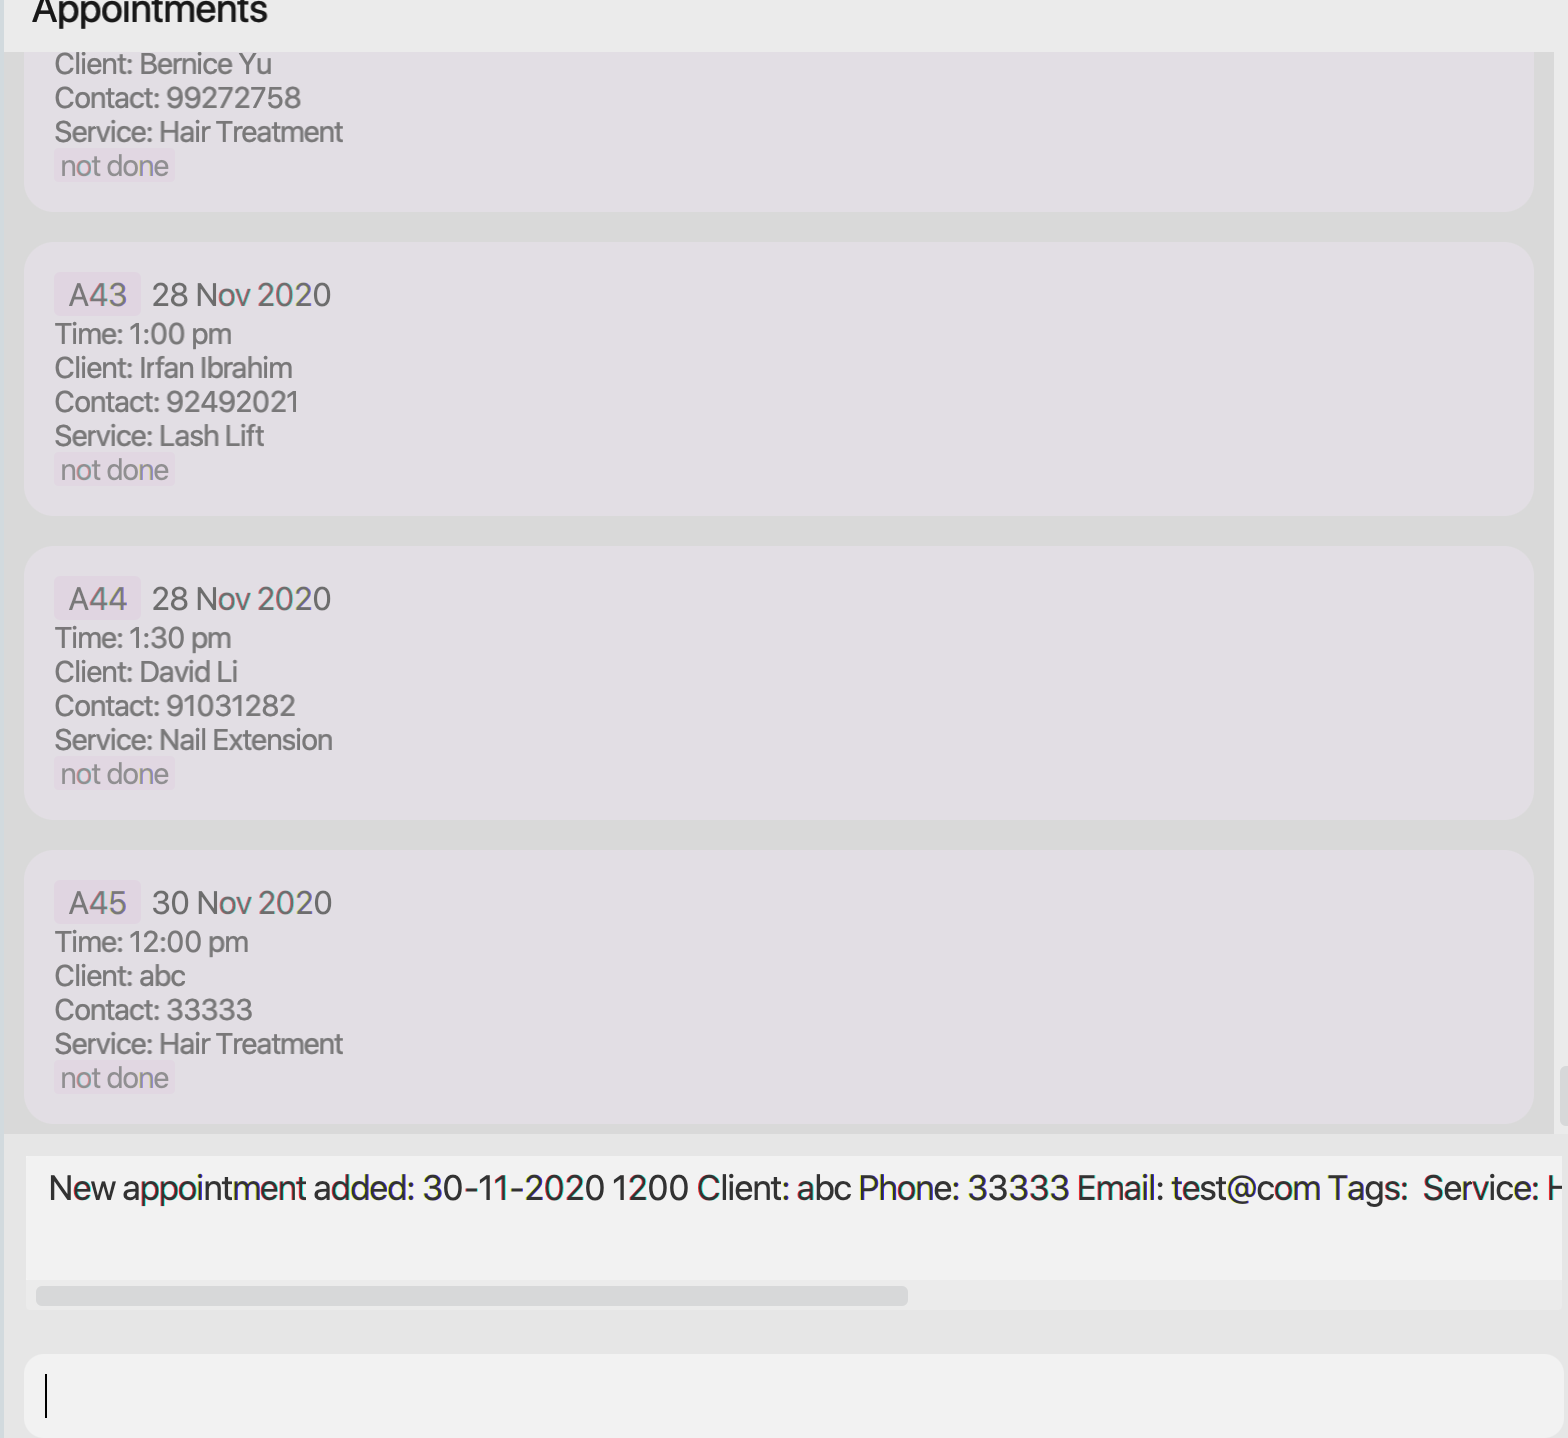 Appointments
Client: Bernice Yu
Contact: 99272758
Service: Hair Treatment
not done
A43 28 Nov 2020
Time: 1:00 pm
Client: Irfan Ibrahim
Contact: 92492021
Service: Lash Lift
not done
A44 28 Nov 2020
Time: 1:30 pm
Client: David Li
Contact: 91031282
Service: Nail Extension
not done
A45 30 Nov 2020
Time: 12:00 pm
Client: abc
Contact: 33333
Service: Hair Treatment
not done
New appointment added: 30-11-2020 1200 Client: abc Phone: 33333 Email: test@com Tags: Service: